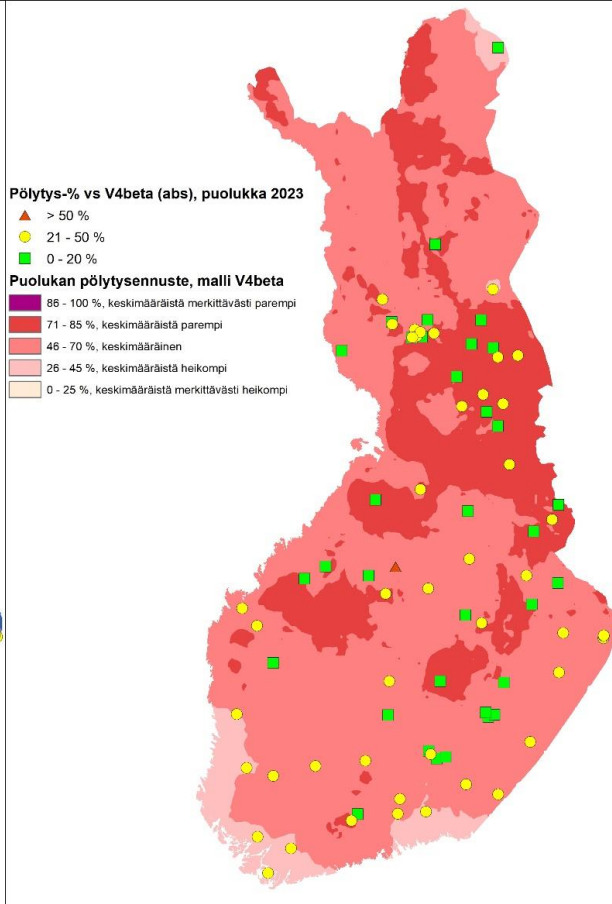 Pölytys-% vs V4beta (abs), puolukka 2023
> 50 %
21 - 50 %
0 - 20 %
Puolukan pölytysennuste, malli V4beta
86 - 100 %, keskimääräistä merkittävästi parempi
71 - 85 %, keskimääräistä parempi
46 - 70 %, keskimääräinen
26 - 45 %, keskimääräistä heikompi
0 - 25 %, keskimääräistä merkittävästi heikompi